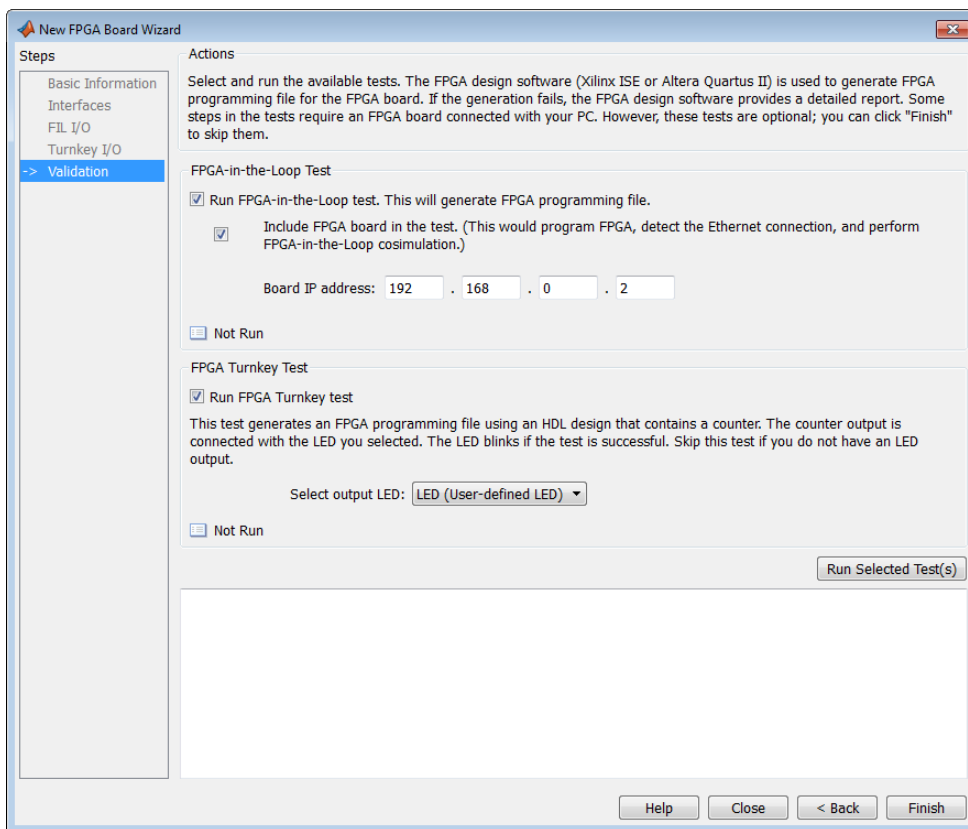 New FPGA Board Wizard
Steps
Basic Information
Interfaces
FIL I/O
Turnkey I/O
-> Validation
Actions
Select and run the available tests. The FPGA design software (Xilinx ISE or Altera Quartus II) is used to generate FPGA
programming file for the FPGA board. If the generation fails, the FPGA design software provides a detailed report. Some
steps in the tests require an FPGA board connected with your PC. However, these tests are optional; you can click "Finish"
to skip them.
FPGA-in-the-Loop Test
Run FPGA-in-the-Loop test. This will generate FPGA programming file.
Include FPGA board in the test. (This would program FPGA, detect the Ethernet connection, and perform
FPGA-in-the-Loop cosimulation.)
Board IP address: 192 . 168 . 0 . 2
Not Run
FPGA Turnkey Test
Run FPGA Turnkey test
This test generates an FPGA programming file using an HDL design that contains a counter. The counter output is
connected with the LED you selected. The LED blinks if the test is successful. Skip this test if you do not have an LED
output.
Select output LED: LED (User-defined LED)
Not Run
Run Selected Test(s)
Help Close < Back Finish